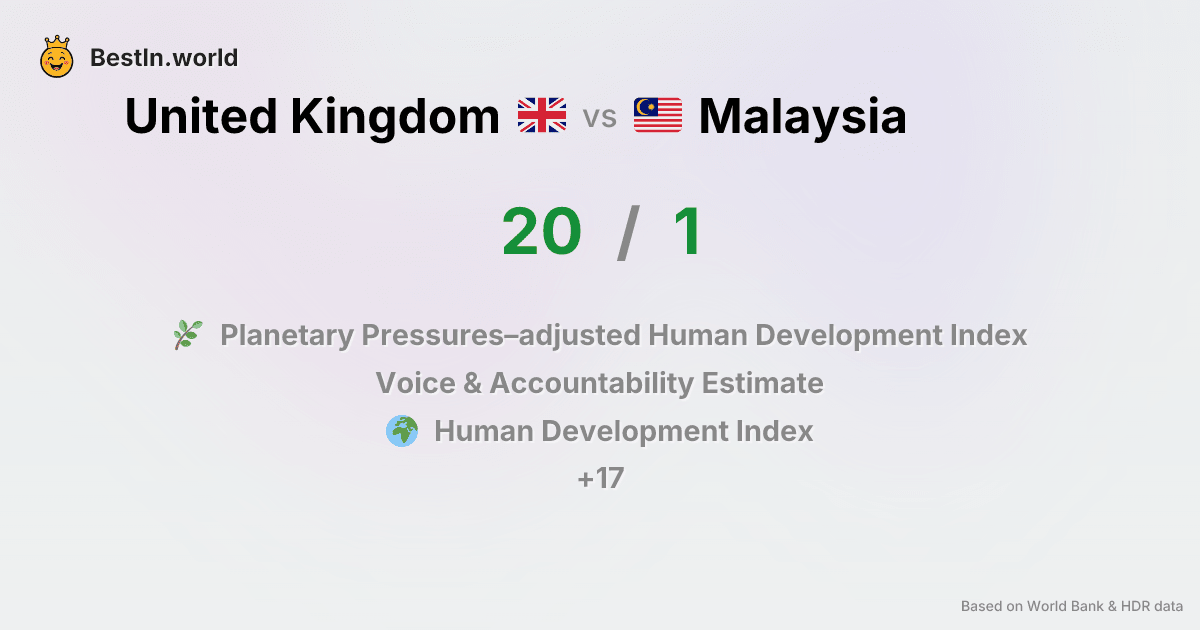 BestIn.world
United Kingdom vs Malaysia
20 / 1
Planetary Pressures–adjusted Human Development Index
Voice & Accountability Estimate
Human Development Index
+17
Based on World Bank & HDR data